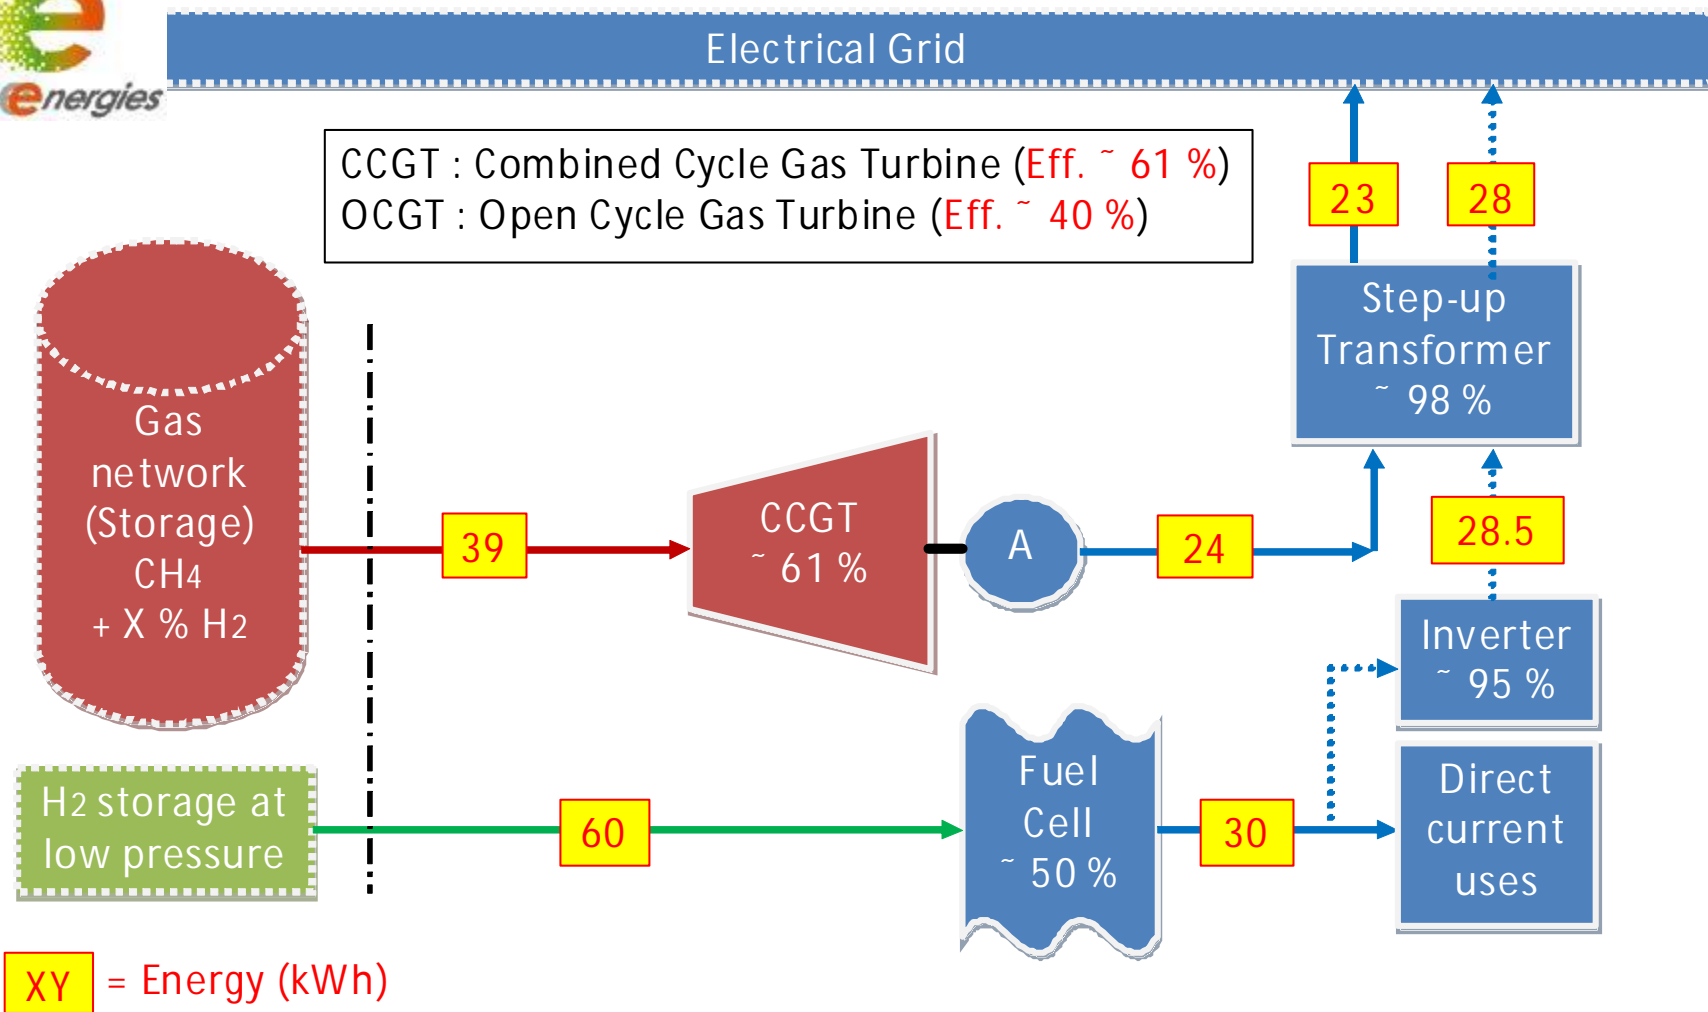 Electrical Grid
energies
CCGT : Combined Cycle Gas Turbine (Eff. ~ 61 %)
OCGT : Open Cycle Gas Turbine (Eff. ~ 40 %)
23
28
Step-up
Transformer
~ 98 %
Gas
network
(Storage)
CH4
+ X % H2
39
CCGT
~ 61 %
A
24
28.5
Inverter
~ 95 %
H2 storage at
low pressure
60
Fuel
Cell
~ 50 %
30
Direct
current
uses
XY = Energy (kWh)